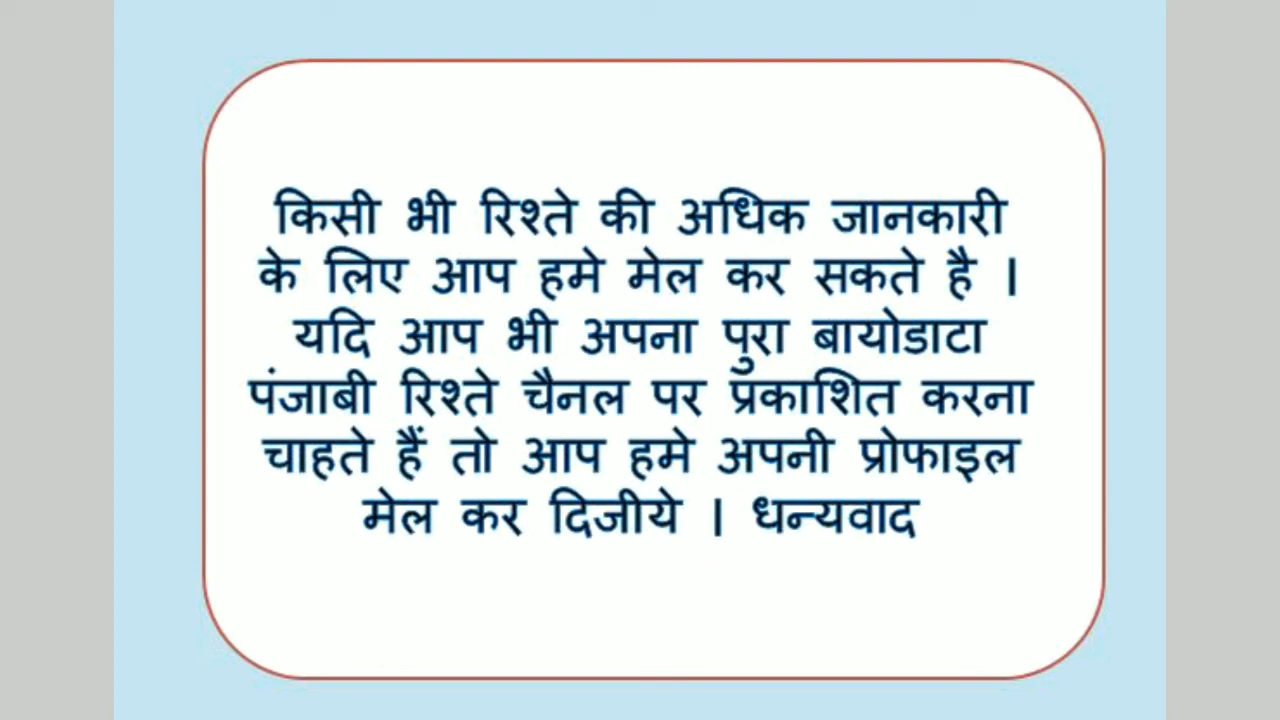 किसी भी रिश्ते की अधिक जानकारी
के लिए आप हमे मेल कर सकते है ।
यदि आप भी अपना पुरा बायोडाटा
पंजाबी रिश्ते चैनल पर प्रकाशित करना
चाहते हैं तो आप हमे अपनी प्रोफाइल
मेल कर दिजीये । धन्यवाद